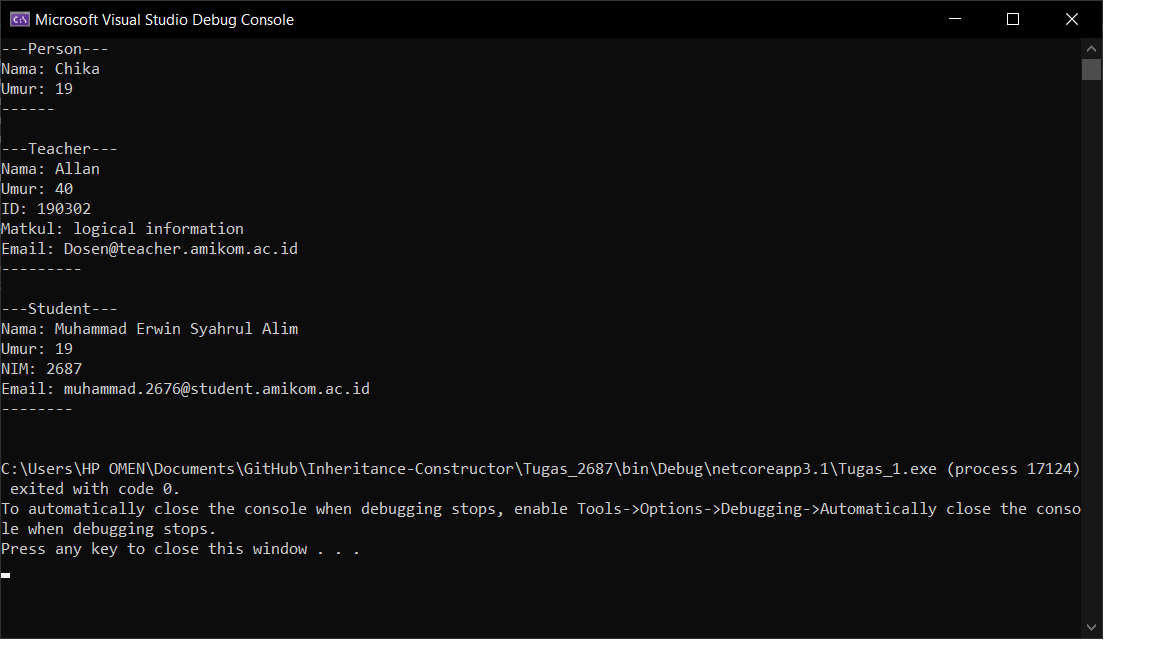 Microsoft Visual Studio Debug Console
---Person---
Nama: Chika
Umur: 19
------
---Teacher---
Nama: Allan
Umur: 40
ID: 190302
Matkul: logical information
Email: Dosen@teacher.amikom.ac.id
---------
---Student---
Nama: Muhammad Erwin Syahrul Alim
Umur: 19
NIM: 2687
Email: muhammad.2676@student.amikom.ac.id
--------
C:\Users\HP OMEN\Documents\GitHub\Inheritance-Constructor\Tugas_2687\bin\Debug\netcoreapp3.1\Tugas_1.exe (process 17124)
 exited with code 0.
To automatically close the console when debugging stops, enable Tools->Options->Debugging->Automatically close the conso
le when debugging stops.
Press any key to close this window . . .